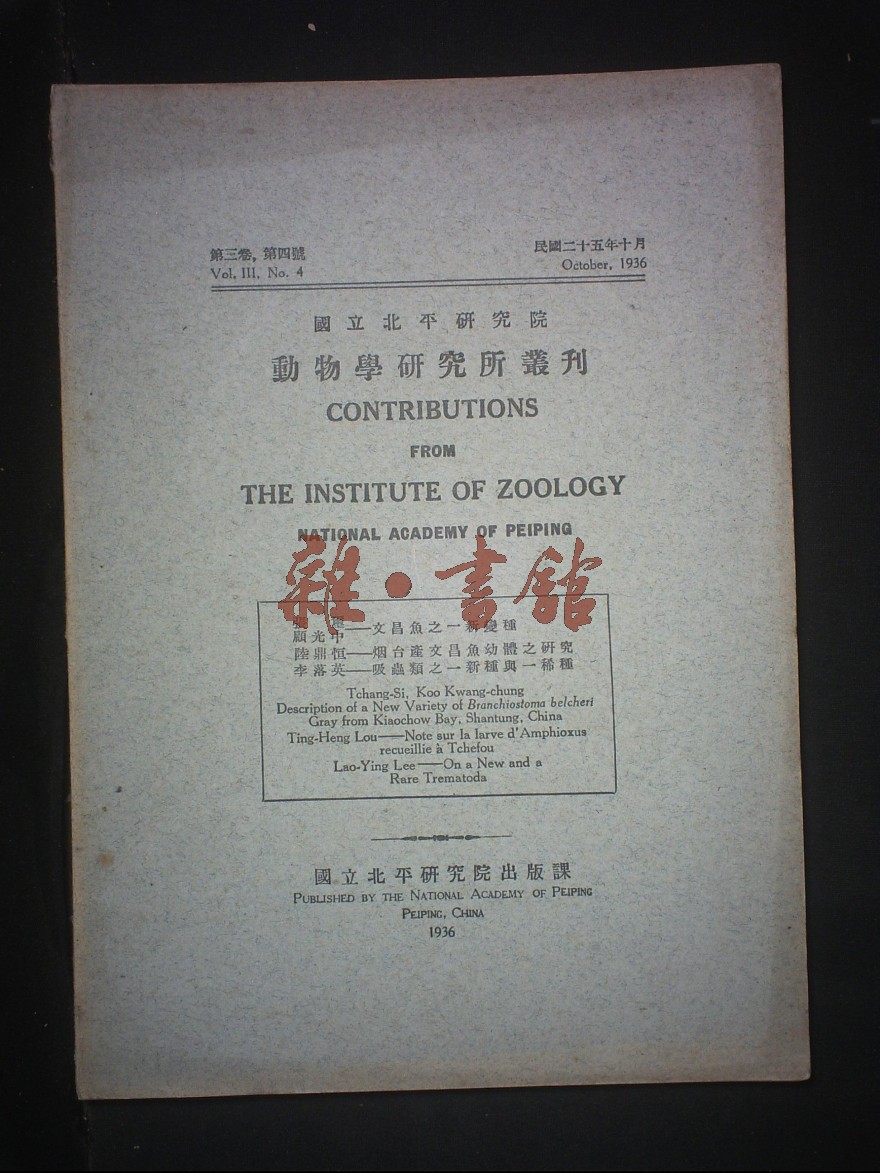 第三卷，第四號
Vol. III, No. 4
民國二十五年十月
October, 1936
國立北平研究院
動物學研究所叢刊
CONTRIBUTIONS
FROM
THE INSTITUTE OF ZOOLOGY
NATIONAL ACADEMY OF PEIPING
雜·書館
顧光中——文昌魚之一新變種
陸鼎恒——烟台產文昌魚幼體之研究
李落英——吸蟲類之一新種與一稀種
Tchang-Si, Koo Kwang-chung
Description of a New Variety of Branchiostoma belcheri
Gray from Kiaochow Bay, Shantung, China
Ting-Heng Lou——Note sur la larve d'Amphioxus
recueillie à Tchefou
Lao-Ying Lee——On a New and a
Rare Trematoda
國立北平研究院出版課
PUBLISHED BY THE NATIONAL ACADEMY OF PEIPING
PEIPING, CHINA
1936